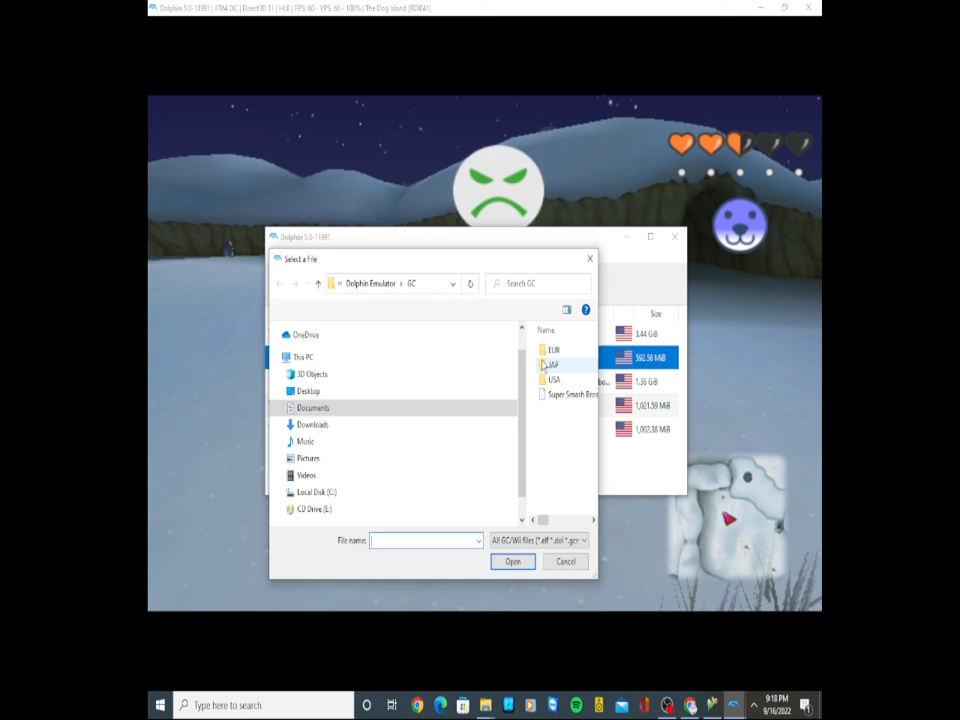 Dolphin 5.0-11991 | JIT64 DC | Direct3D 11 | HLE | FPS: 60 - VPS: 60 - 100% | The Dog Island (RDIE41)
Dolphin 5.0-11991
Select a File
« Dolphin Emulator > GC
Search GC
Name
Size
OneDrive
This PC
3D Objects
Desktop
Documents
Downloads
Music
Pictures
Videos
Local Disk (C:)
CD Drive (E:)
EUR
JAP
USA
Super Smash Bros
3.44 GiB
592.56 MiB
1.36 GiB
1,021.59 MiB
1,002.38 MiB
File name:
All GC/Wii files (*.elf *.dol *.gcr
Open
Cancel
Type here to search
9:18 PM
9/16/2022
1